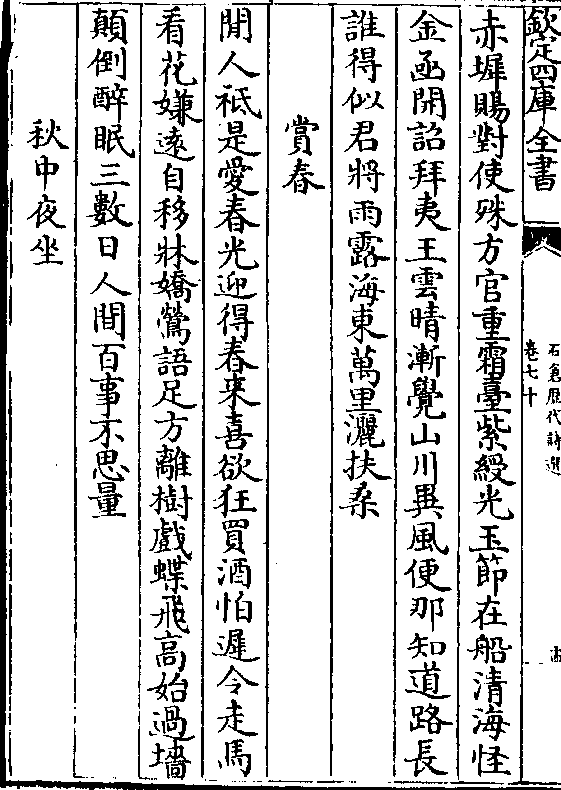 欽定四庫全書
石倉歷代詩選
卷七十
赤墀賜對使殊方官重霜臺紫綬光玉節在船清海怪
金函開詔拜夷王雲晴漸覺山川異風便那知道路長
誰得似君將雨露海東萬里灑扶桑
賞春
閒人祗是愛春光迎得春来喜欲狂買酒怕遲令走馬
看花嫌遠自移牀嬌鶯語足方離樹戲蝶飛高始過墻
顛倒醉眠三數日人間百事不思量
秋中夜坐